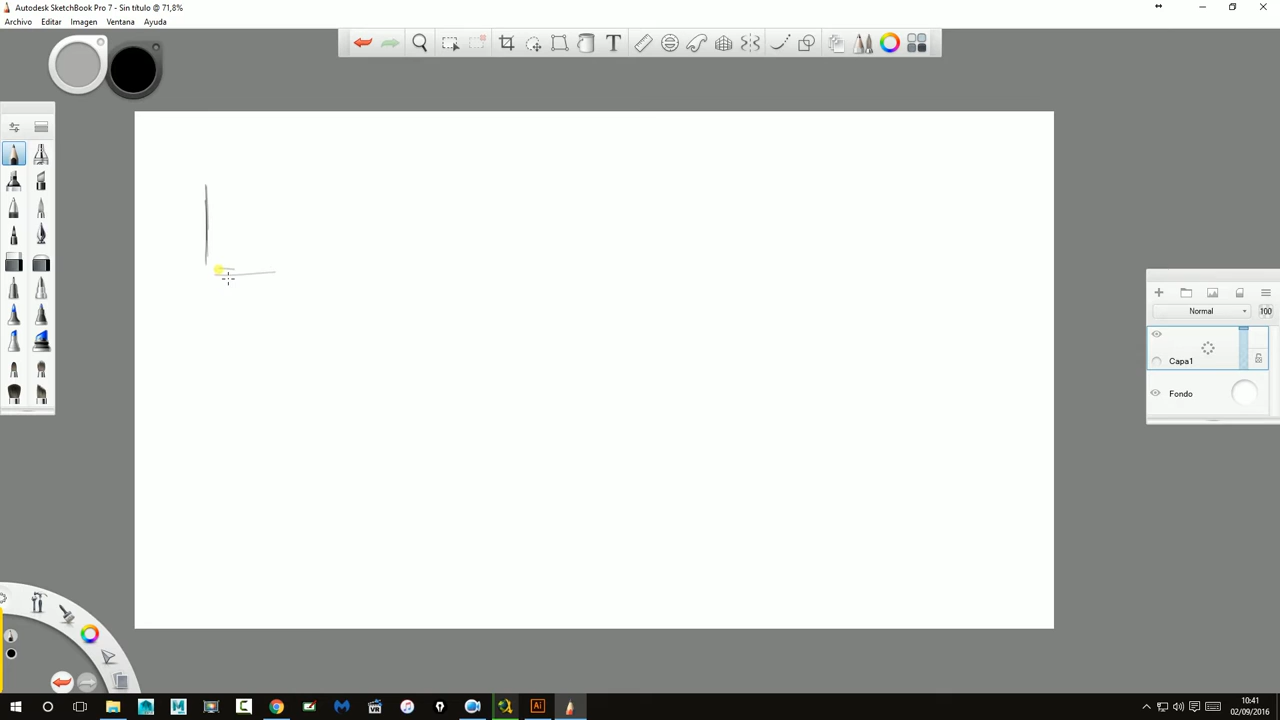 Autodesk SketchBook Pro 7 - Sin título @ 71,8%
Archivo Editar Imagen Ventana Ayuda
Normal 100
Capa1
Fondo
10:41
02/09/2016